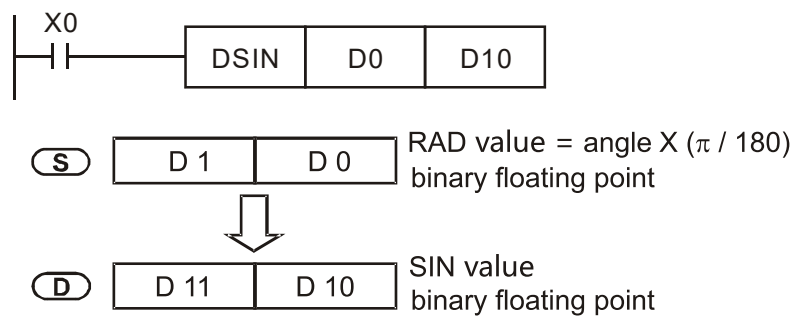 X0
DSIN D0 D10
S D 1 D 0 RAD value = angle X (π / 180)
binary floating point
D D 11 D 10 SIN value
binary floating point